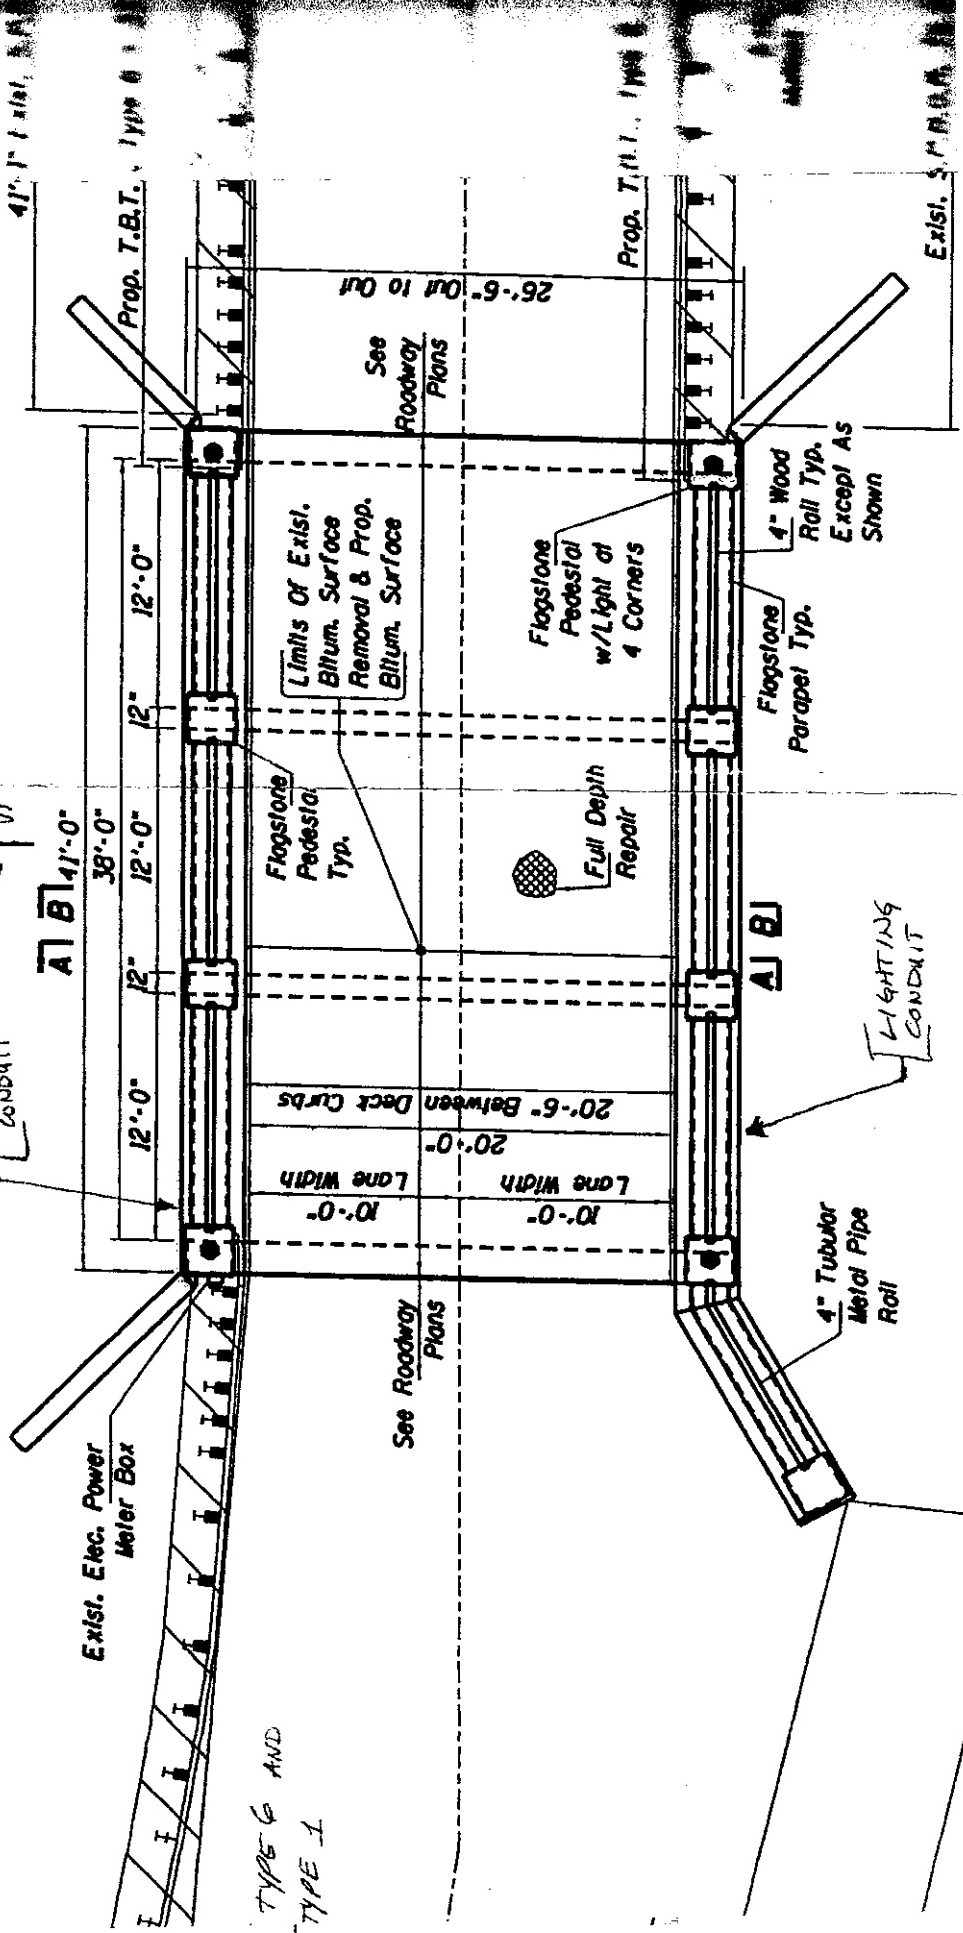 41'-
Prop. T.B.T., Type
26'-6" Out to Out
Prop.
Exist.
See
Roadway
Plans
4" Wood
Rail Typ.
Except As
Shown
Flagstone
Pedestal
w/Light at
4 Corners
Flagstone
Parapet Typ.
Limits Of Exist.
Bitum. Surface
Removal & Prop.
Bitum. Surface
12'-0"
12"
12'-0"
12"
12'-0"
38'-0"
41'-0"
A B
Flagstone
Pedestal
Typ.
Full Depth
Repair
A B
LIGHTING
CONDUIT
CONDUIT
20'-6" Between Deck Curbs
20'-0"
Lane Width
10'-0"
Lane Width
10'-0"
See Roadway
Plans
4" Tubular
Metal Pipe
Rail
Exist. Elec. Power
Meter Box
TYPE 6 AND
TYPE 1